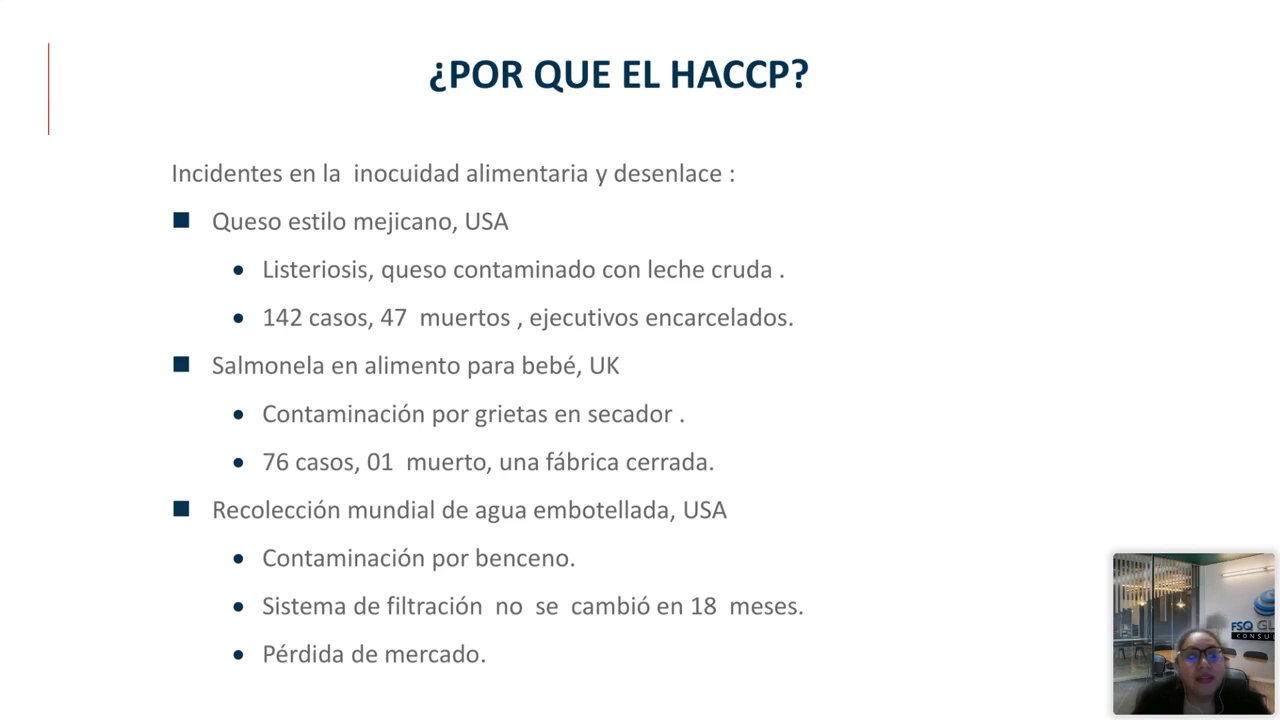 ¿POR QUE EL HACCP?
Incidentes en la inocuidad alimentaria y desenlace :
Queso estilo mejicano, USA
Listeriosis, queso contaminado con leche cruda .
142 casos, 47 muertos , ejecutivos encarcelados.
Salmonela en alimento para bebé, UK
Contaminación por grietas en secador .
76 casos, 01 muerto, una fábrica cerrada.
Recolección mundial de agua embotellada, USA
Contaminación por benceno.
Sistema de filtración no se cambió en 18 meses.
Pérdida de mercado.
FSQ